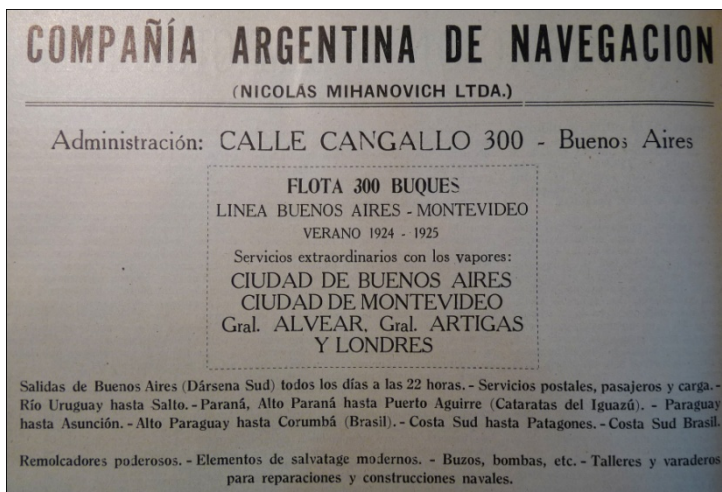 COMPAÑÍA ARGENTINA DE NAVEGACION
(NICOLÁS MIHANOVICH LTDA.)
Administración: CALLE CANGALLO 300 - Buenos Aires
FLOTA 300 BUQUES
LINEA BUENOS AIRES - MONTEVIDEO
VERANO 1924 - 1925
Servicios extraordinarios con los vapores:
CIUDAD DE BUENOS AIRES
CIUDAD DE MONTEVIDEO
Gral. ALVEAR, Gral. ARTIGAS
Y LONDRES
Salidas de Buenos Aires (Dársena Sud) todos los días a las 22 horas. - Servicios postales, pasajeros y carga. -
Río Uruguay hasta Salto. - Paraná, Alto Paraná hasta Puerto Aguirre (Cataratas del Iguazú). - Paraguay
hasta Asunción. - Alto Paraguay hasta Corumbá (Brasil). - Costa Sud hasta Patagones. - Costa Sud Brasil.
Remolcadores poderosos. - Elementos de salvatage modernos. - Buzos, bombas, etc. - Talleres y varaderos
para reparaciones y construcciones navales.